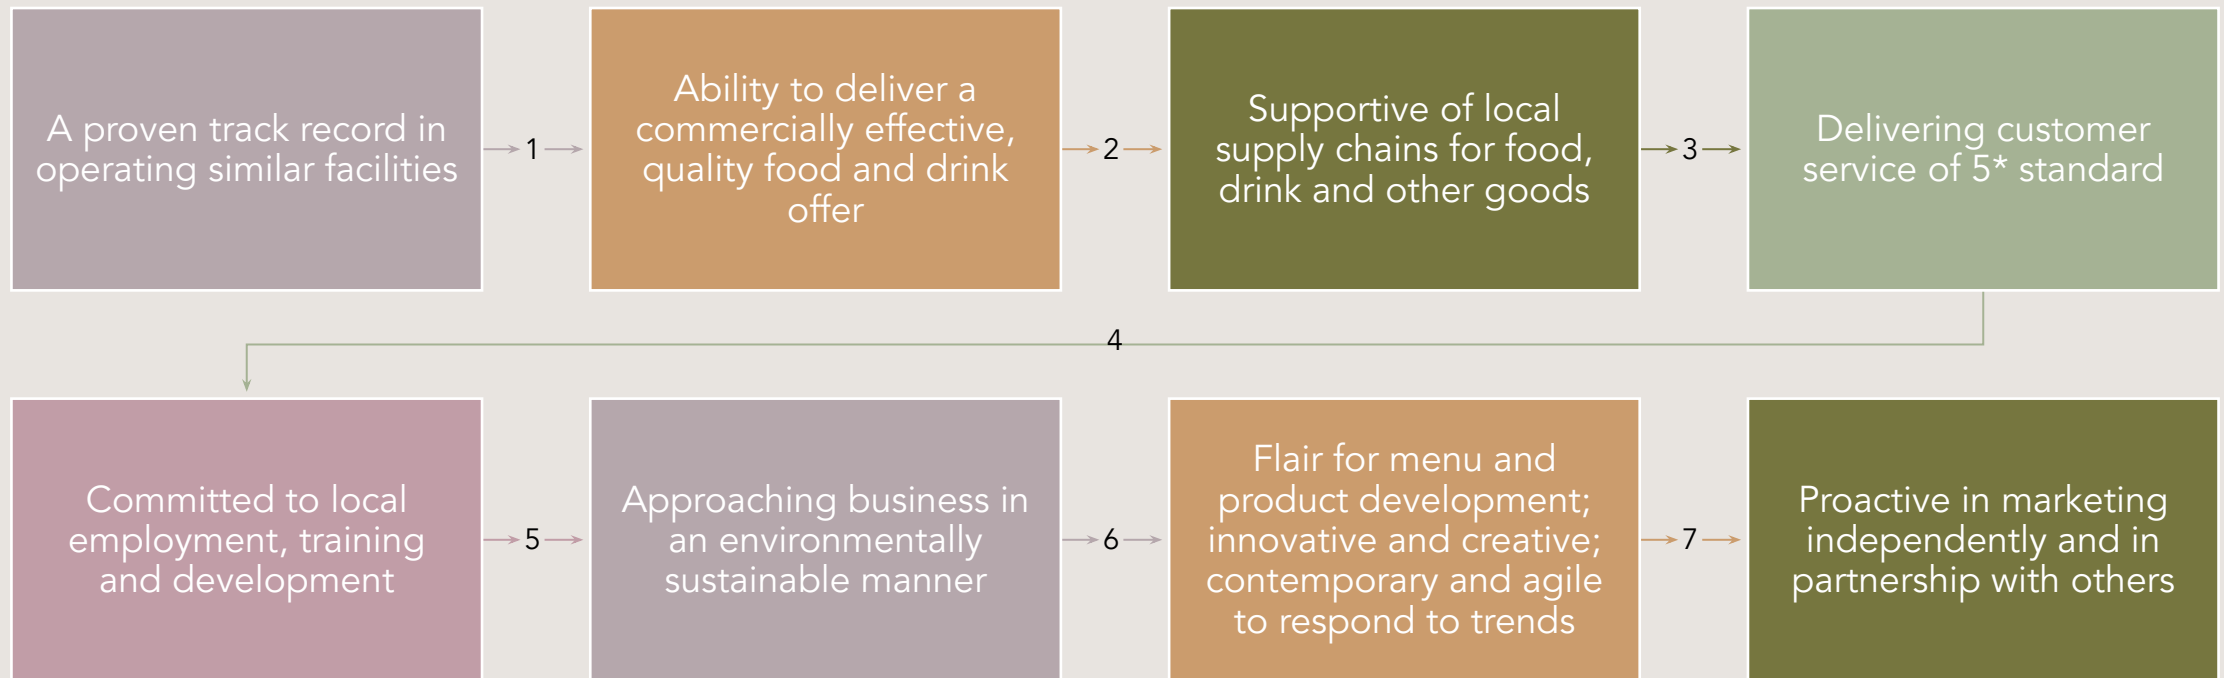 A proven track record in
operating similar facilities
1
Ability to deliver a
commercially effective,
quality food and drink
offer
2
Supportive of local
supply chains for food,
drink and other goods
3
Delivering customer
service of 5* standard
4
Committed to local
employment, training
and development
5
Approaching business in
an environmentally
sustainable manner
6
Flair for menu and
product development;
innovative and creative;
contemporary and agile
to respond to trends
7
Proactive in marketing
independently and in
partnership with others